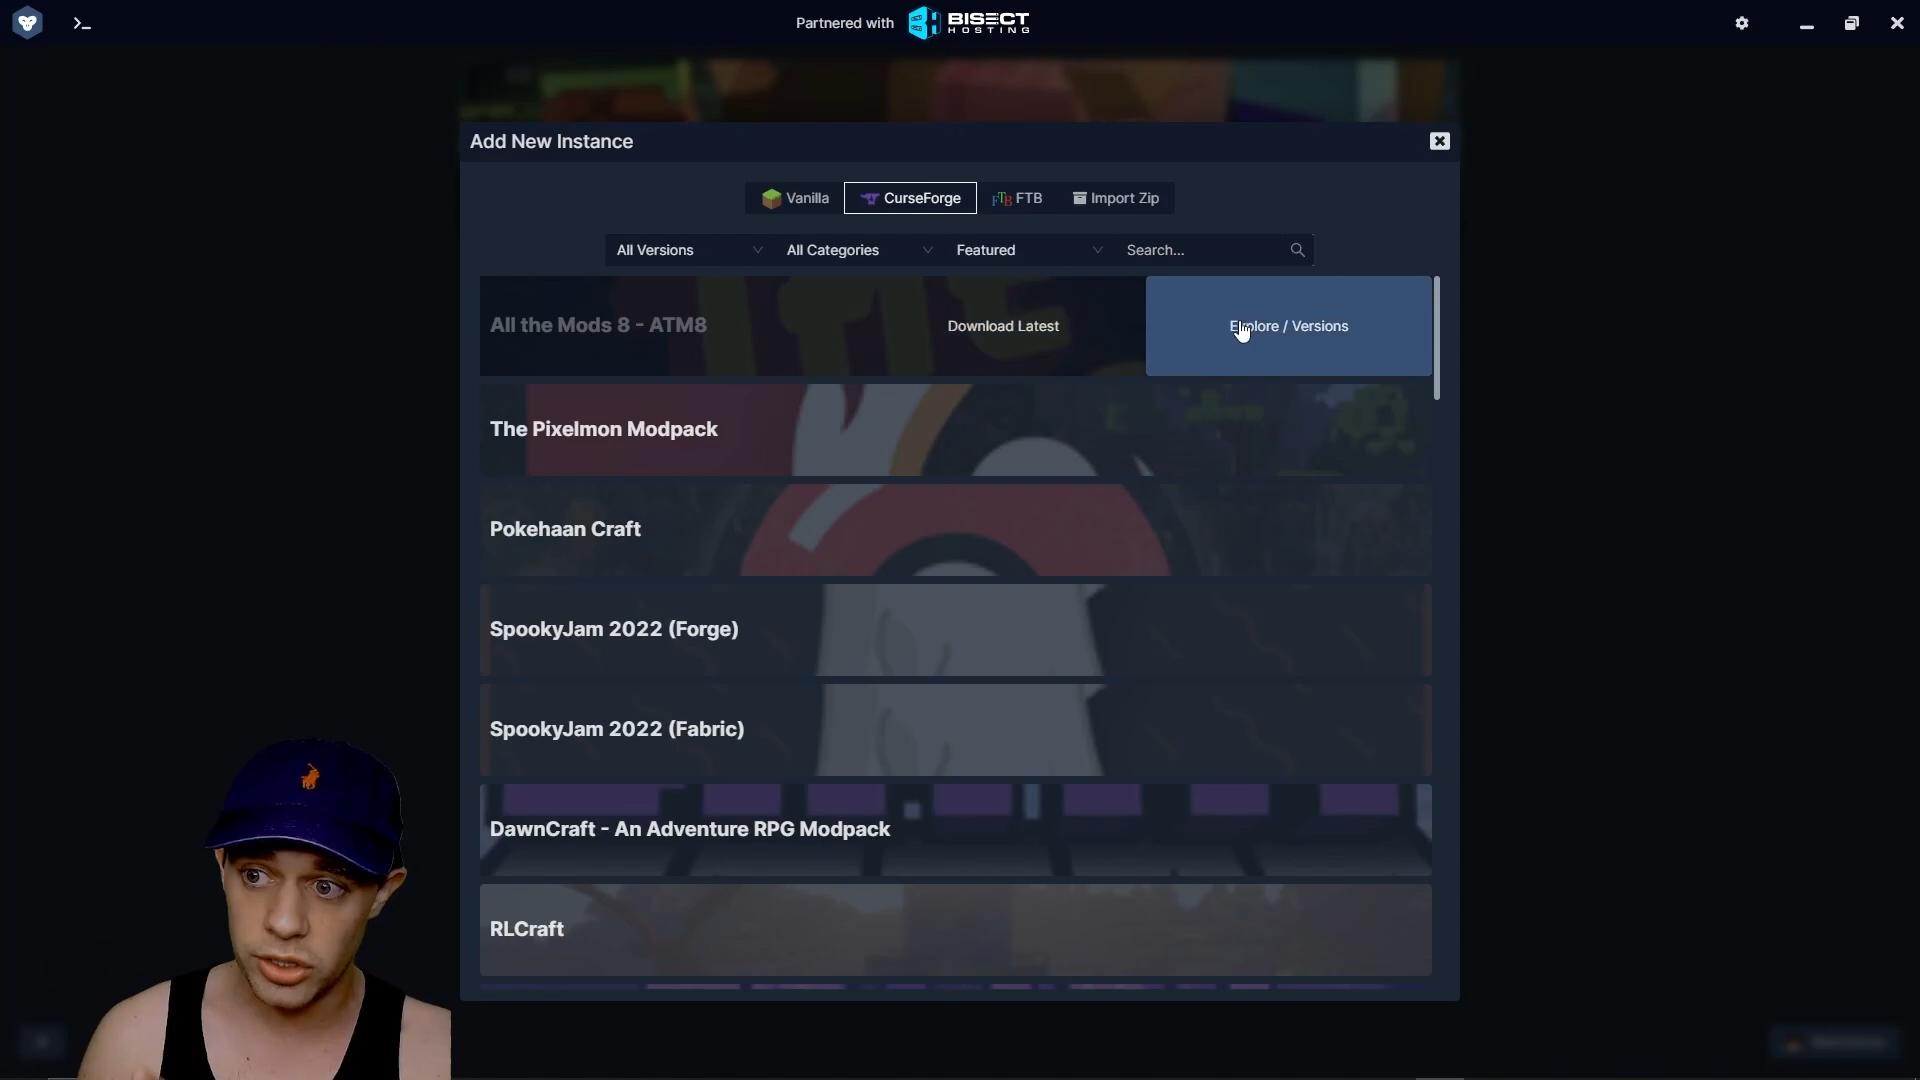 Partnered with BISECT
HOSTING
Add New Instance
Vanilla CurseForge FTB FTB Import Zip
All Versions All Categories Featured Search...
All the Mods 8 - ATM8 Download Latest Explore / Versions
The Pixelmon Modpack
Pokehaan Craft
SpookyJam 2022 (Forge)
SpookyJam 2022 (Fabric)
DawnCraft - An Adventure RPG Modpack
RLCraft